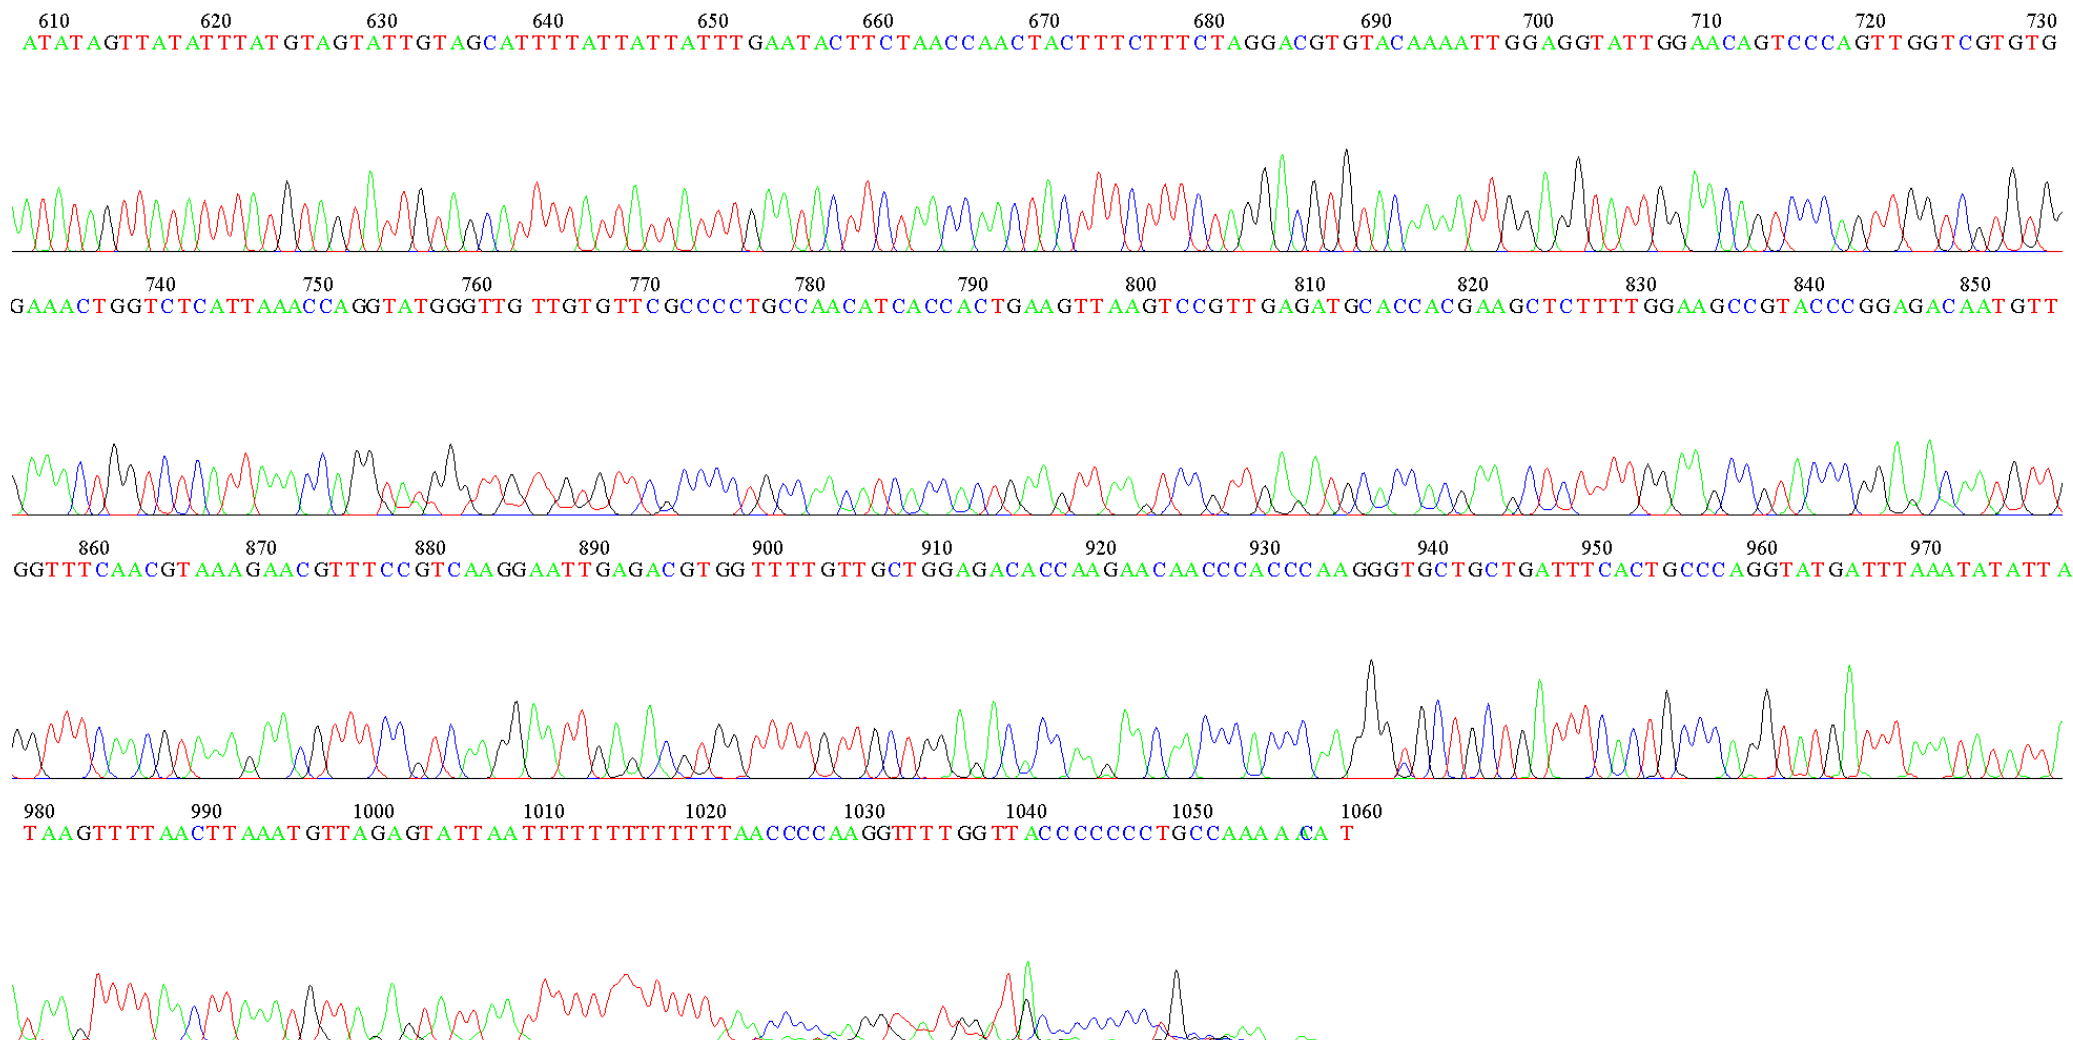 610 620 630 640 650 660 670 680 690 700 710 720 730
ATATAGTTATATTTATGTAGTATTGTAGCATTTTATTATTATTTGAATACTTCTAACCAACTACTTTCTTTCTAGGACGTGTACAAAATTGGAGGTATTGGAACAGTCCCAGTTGGTCGTGTG
740 750 760 770 780 790 800 810 820 830 840 850
GAAACTGGTCTCATTAAACCAGGTATGGGTTG TTGTGTTCGCCCCTGCCAACATCACCACTGAAGTTAAGTCCGTTGAGATGCACCACGAAGCTCTTTTGGAAGCCGTACCCGGAGACAATGTT
860 870 880 890 900 910 920 930 940 950 960 970
GGTTTCAACGTAAAGAACGTTTCCGTCAAGGAATTGAGACGTGGTTTTGTTGCTGGAGACACCAAGAACAACCCACCCAAGGGTGCTGCTGATTTCACTGCCCAGGTATGATTTAAATATATT A
980 990 1000 1010 1020 1030 1040 1050 1060
TAAGTTTTAACTTAAATGTTAGAGTATTAATTTTTTTTTTTTTAACCCCAAGGTTTTGGTTACCCCCCCTGCCAAAA ACA T